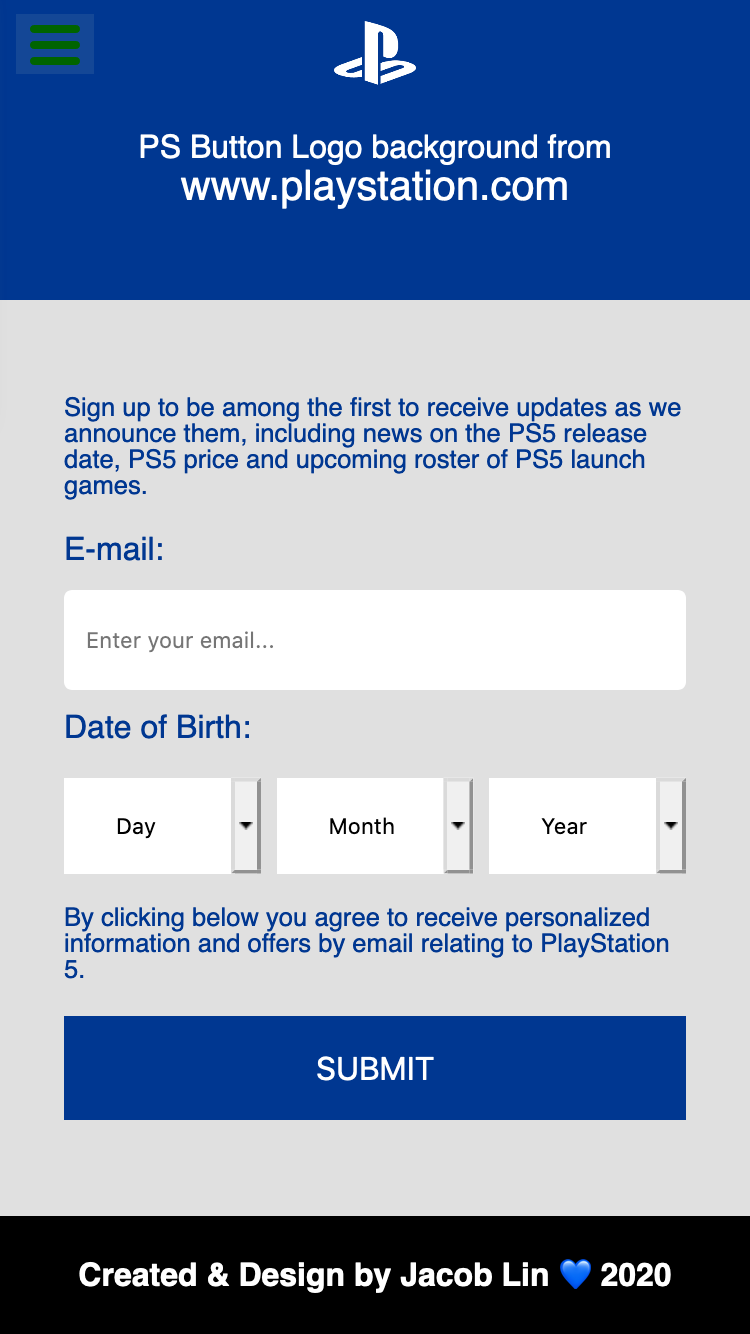 PS Button Logo background from
www.playstation.com
Sign up to be among the first to receive updates as we
announce them, including news on the PS5 release
date, PS5 price and upcoming roster of PS5 launch
games.
E-mail:
Enter your email...
Date of Birth:
Day Month Year
By clicking below you agree to receive personalized
information and offers by email relating to PlayStation
5.
SUBMIT
Created & Design by Jacob Lin 💙 2020